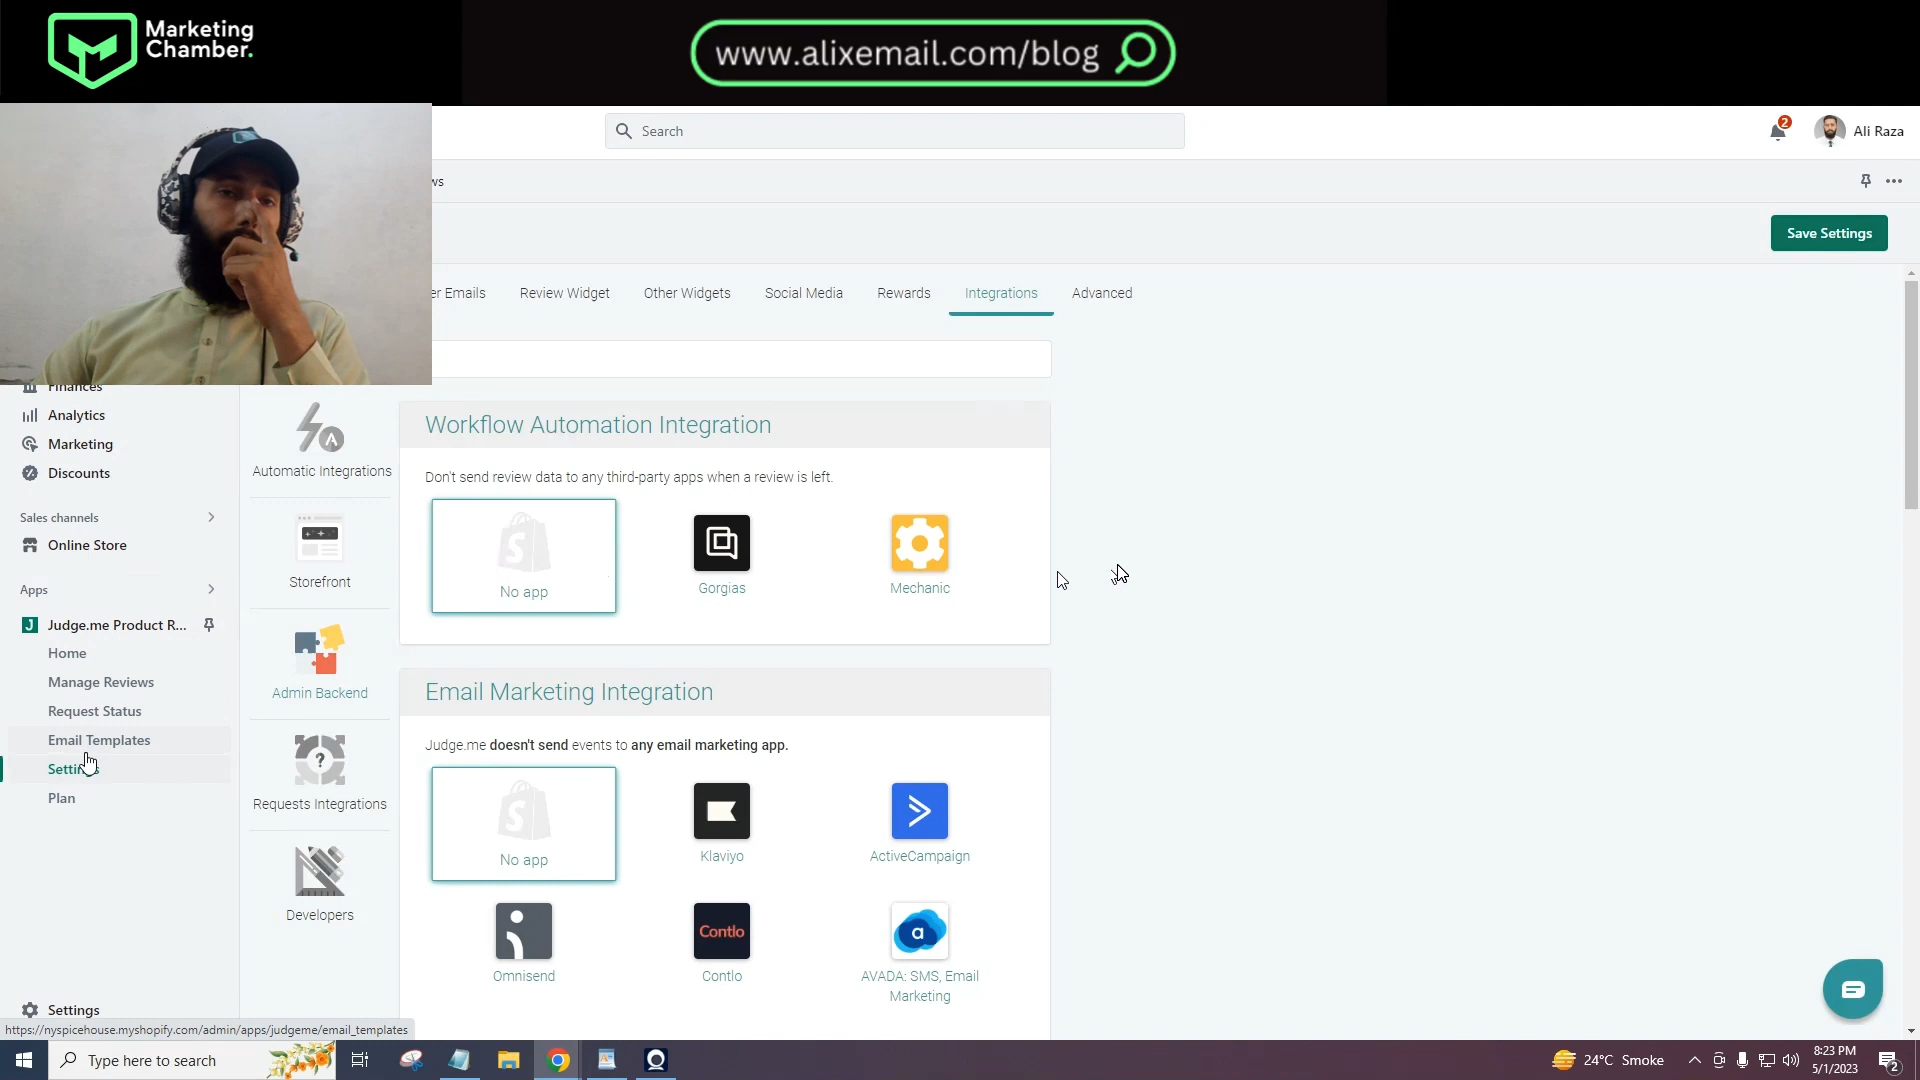 Marketing
Chamber.
www.alixemail.com/blog
Search
2
Ali Raza
ws
Save Settings
er Emails
Review Widget
Other Widgets
Social Media
Rewards
Integrations
Advanced
Finances
Analytics
Marketing
Discounts
Sales channels
Online Store
Apps
Judge.me Product R...
Home
Manage Reviews
Request Status
Email Templates
Settings
Plan
Settings
Automatic Integrations
Storefront
Admin Backend
Requests Integrations
Developers
Workflow Automation Integration
Don't send review data to any third-party apps when a review is left.
No app
Gorgias
Mechanic
Email Marketing Integration
Judge.me doesn't send events to any email marketing app.
No app
Klaviyo
ActiveCampaign
Contlo
Omnisend
Contlo
AVADA: SMS, Email
Marketing
https://nyspicehouse.myshopify.com/admin/apps/judgeme/email_templates
Type here to search
24°C Smoke
8:23 PM
5/1/2023
2